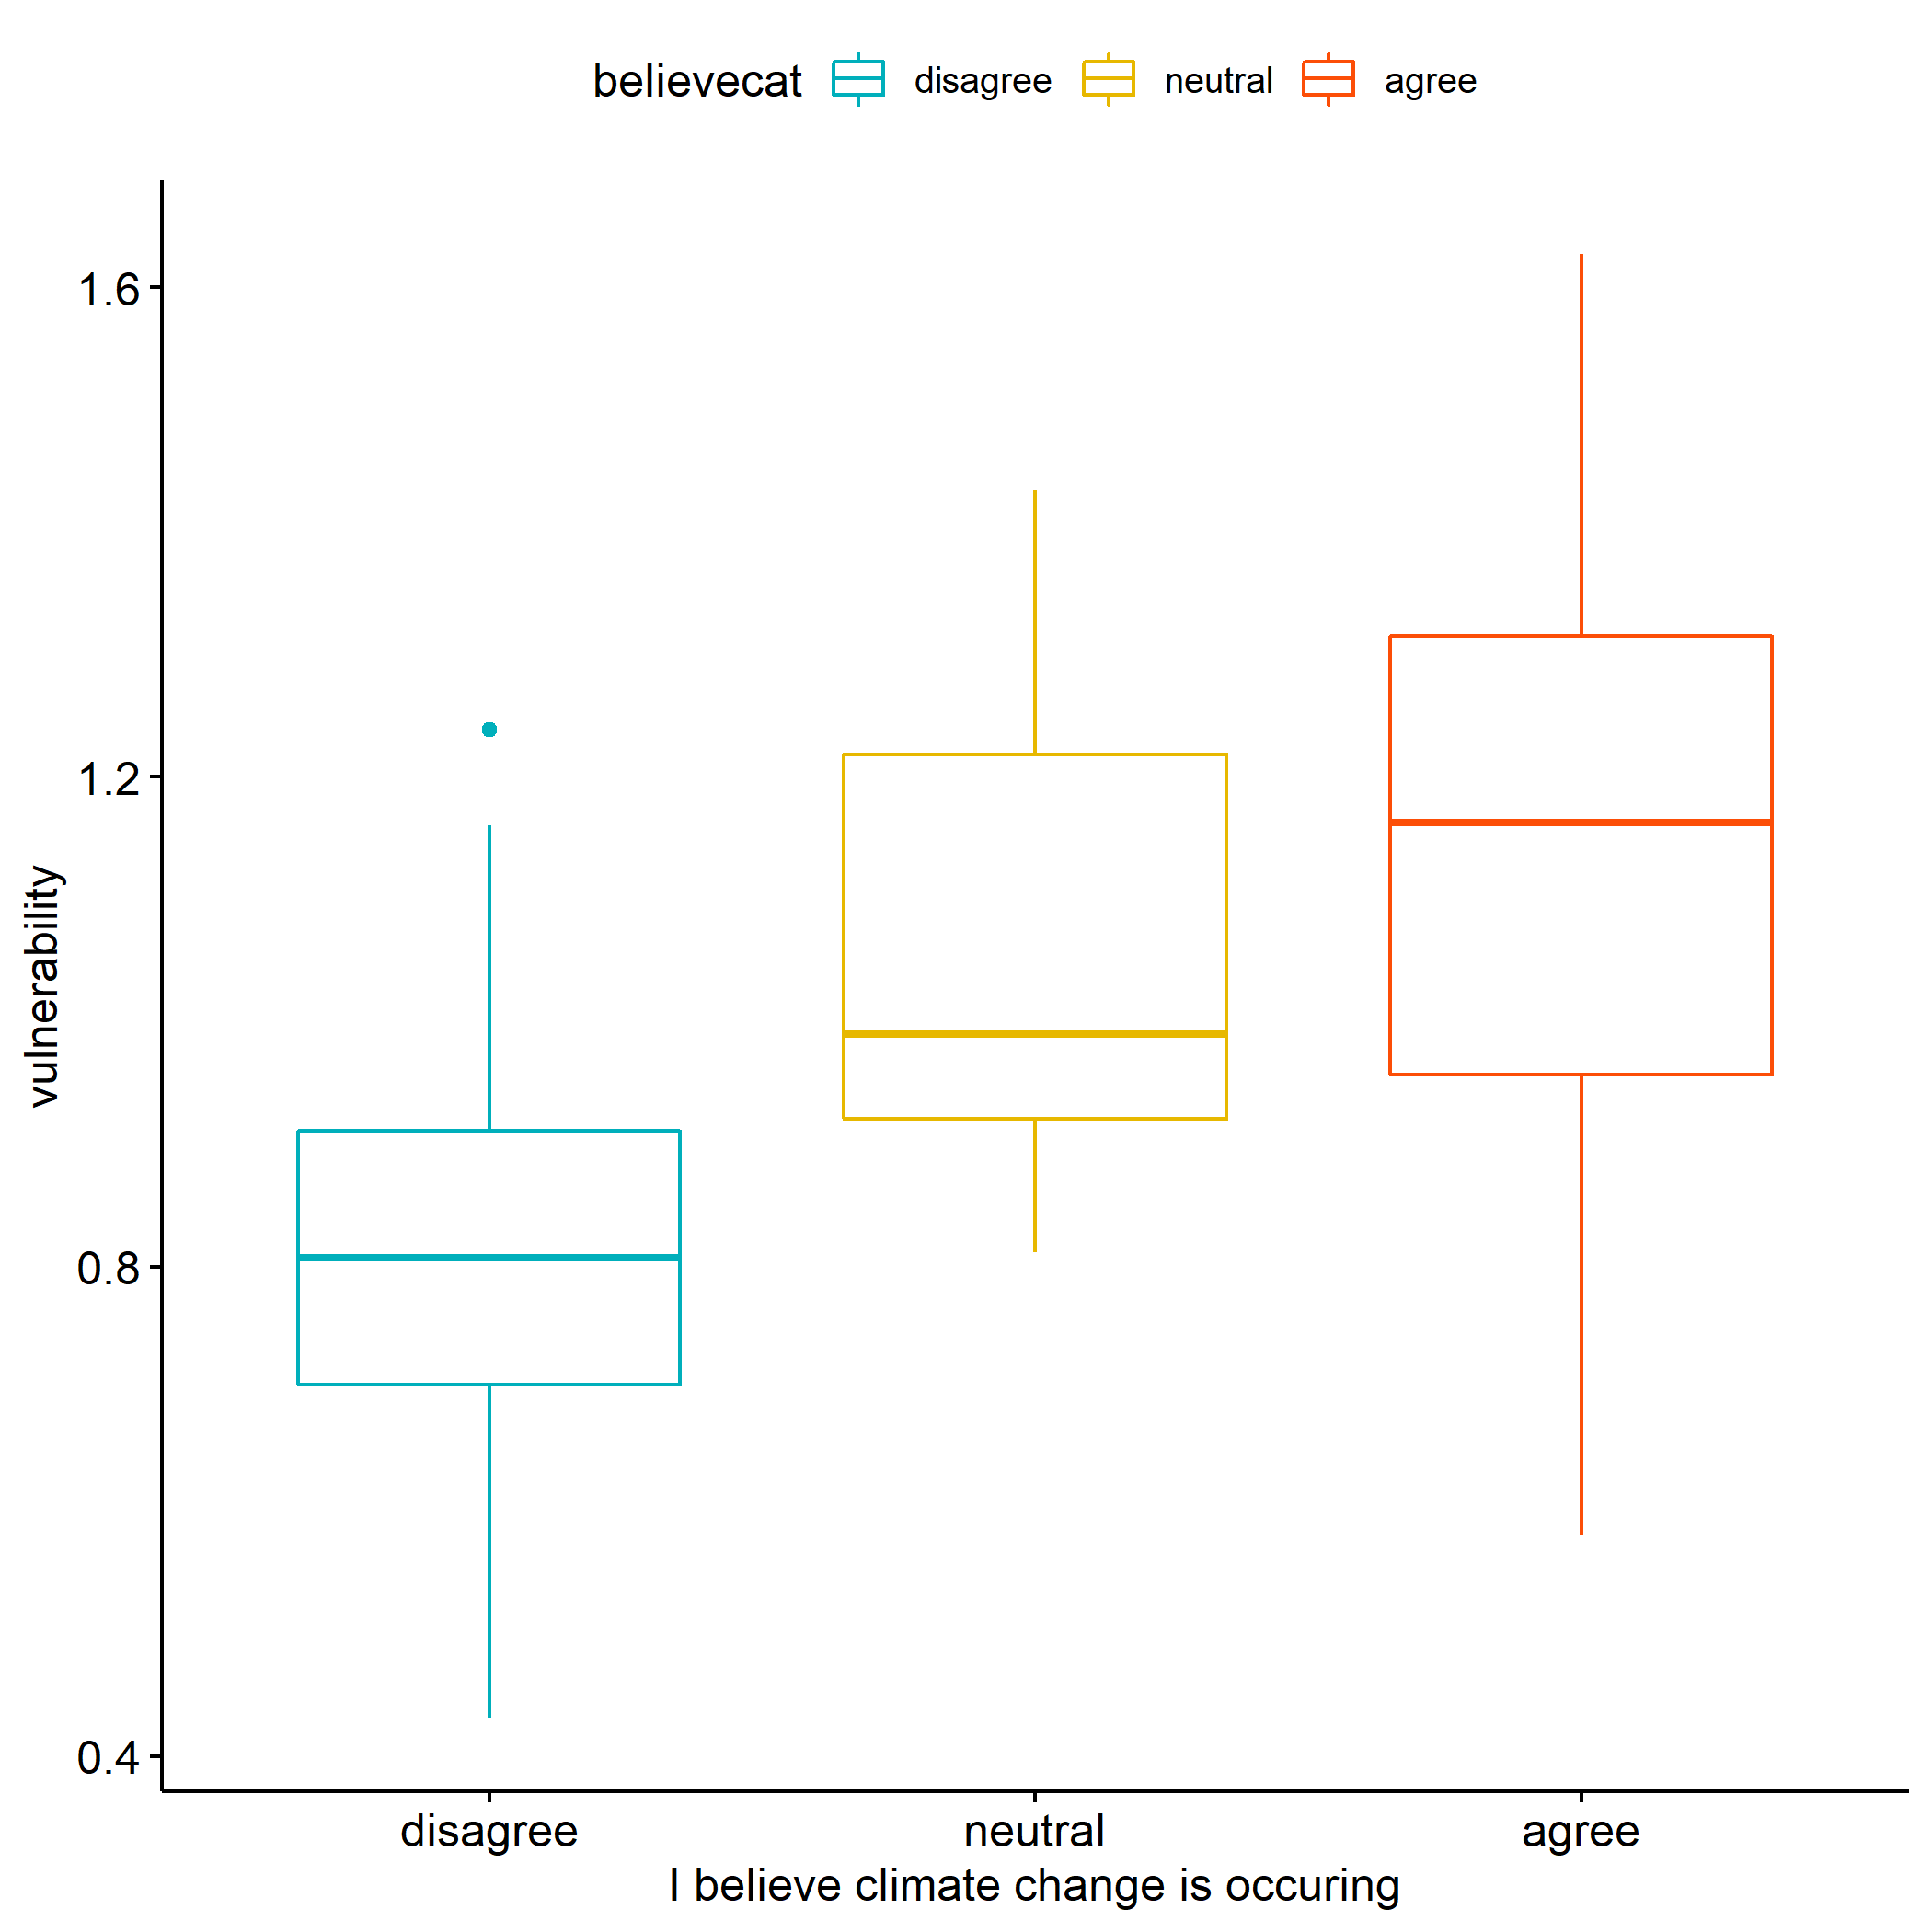 believecat disagree neutral agree
vulnerability
1.6
1.2
0.8
0.4
disagree neutral agree
I believe climate change is occuring